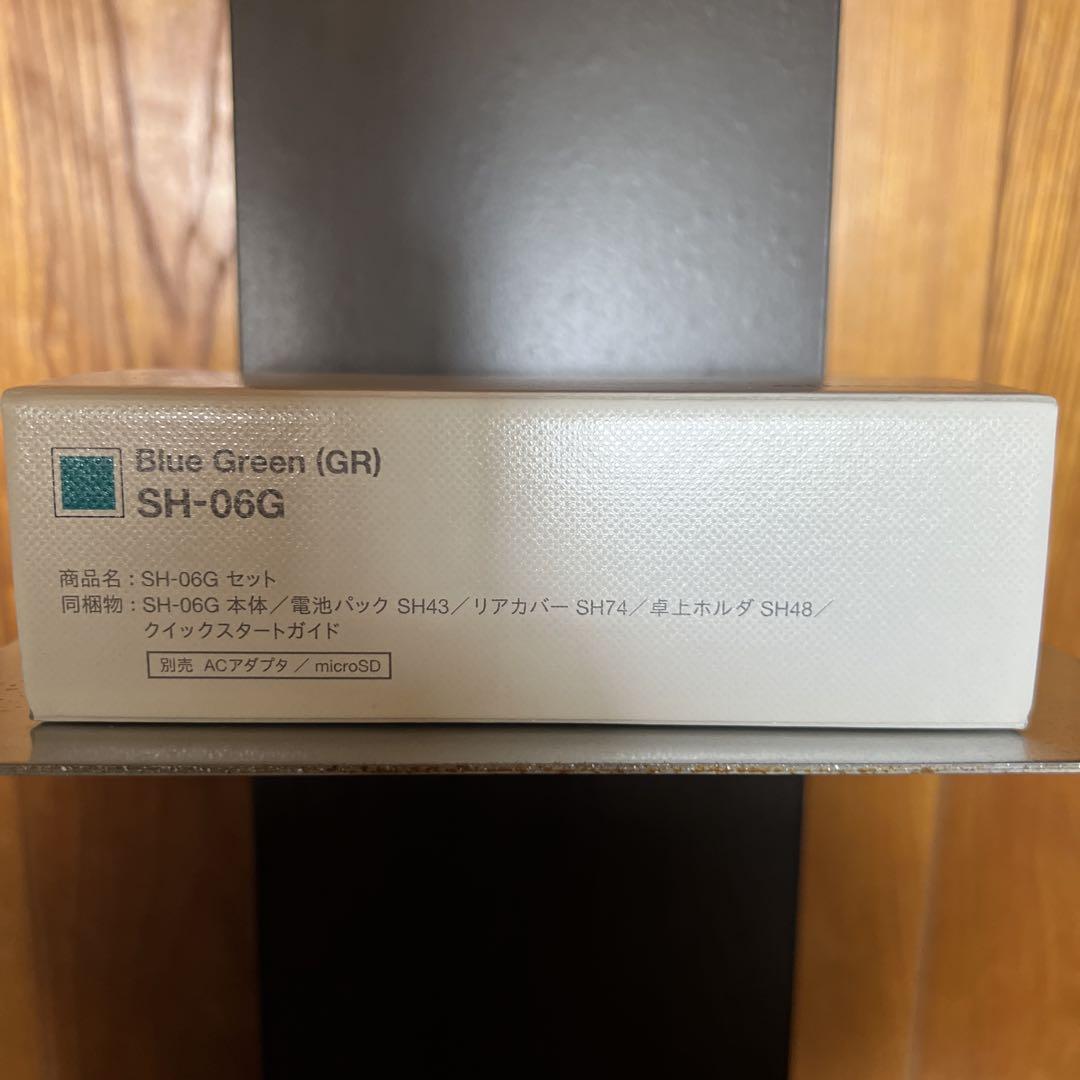 Blue Green (GR)
SH-06G
商品名：SH-06G セット
同梱物：SH-06G 本体／電池パック SH43／リアカバー SH74／卓上ホルダ SH48／
クイックスタートガイド
別売 ACアダプタ／microSD